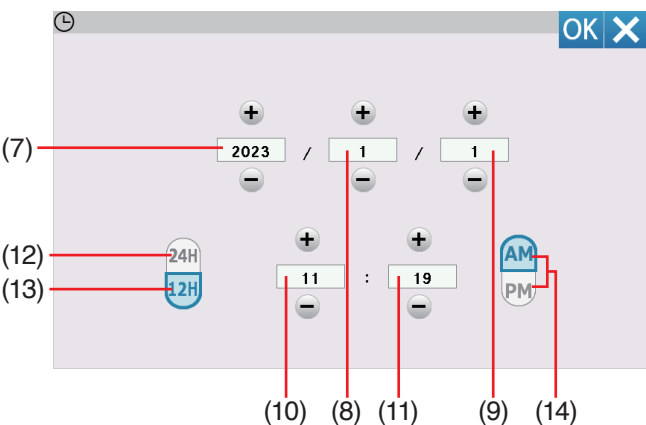 OK X
+ + +
(7) 2023 / 1 / 1
- - -
(12) 24H + + AM
(13) 12H 11 : 19 PM
- -
(10) (8) (11) (9) (14)